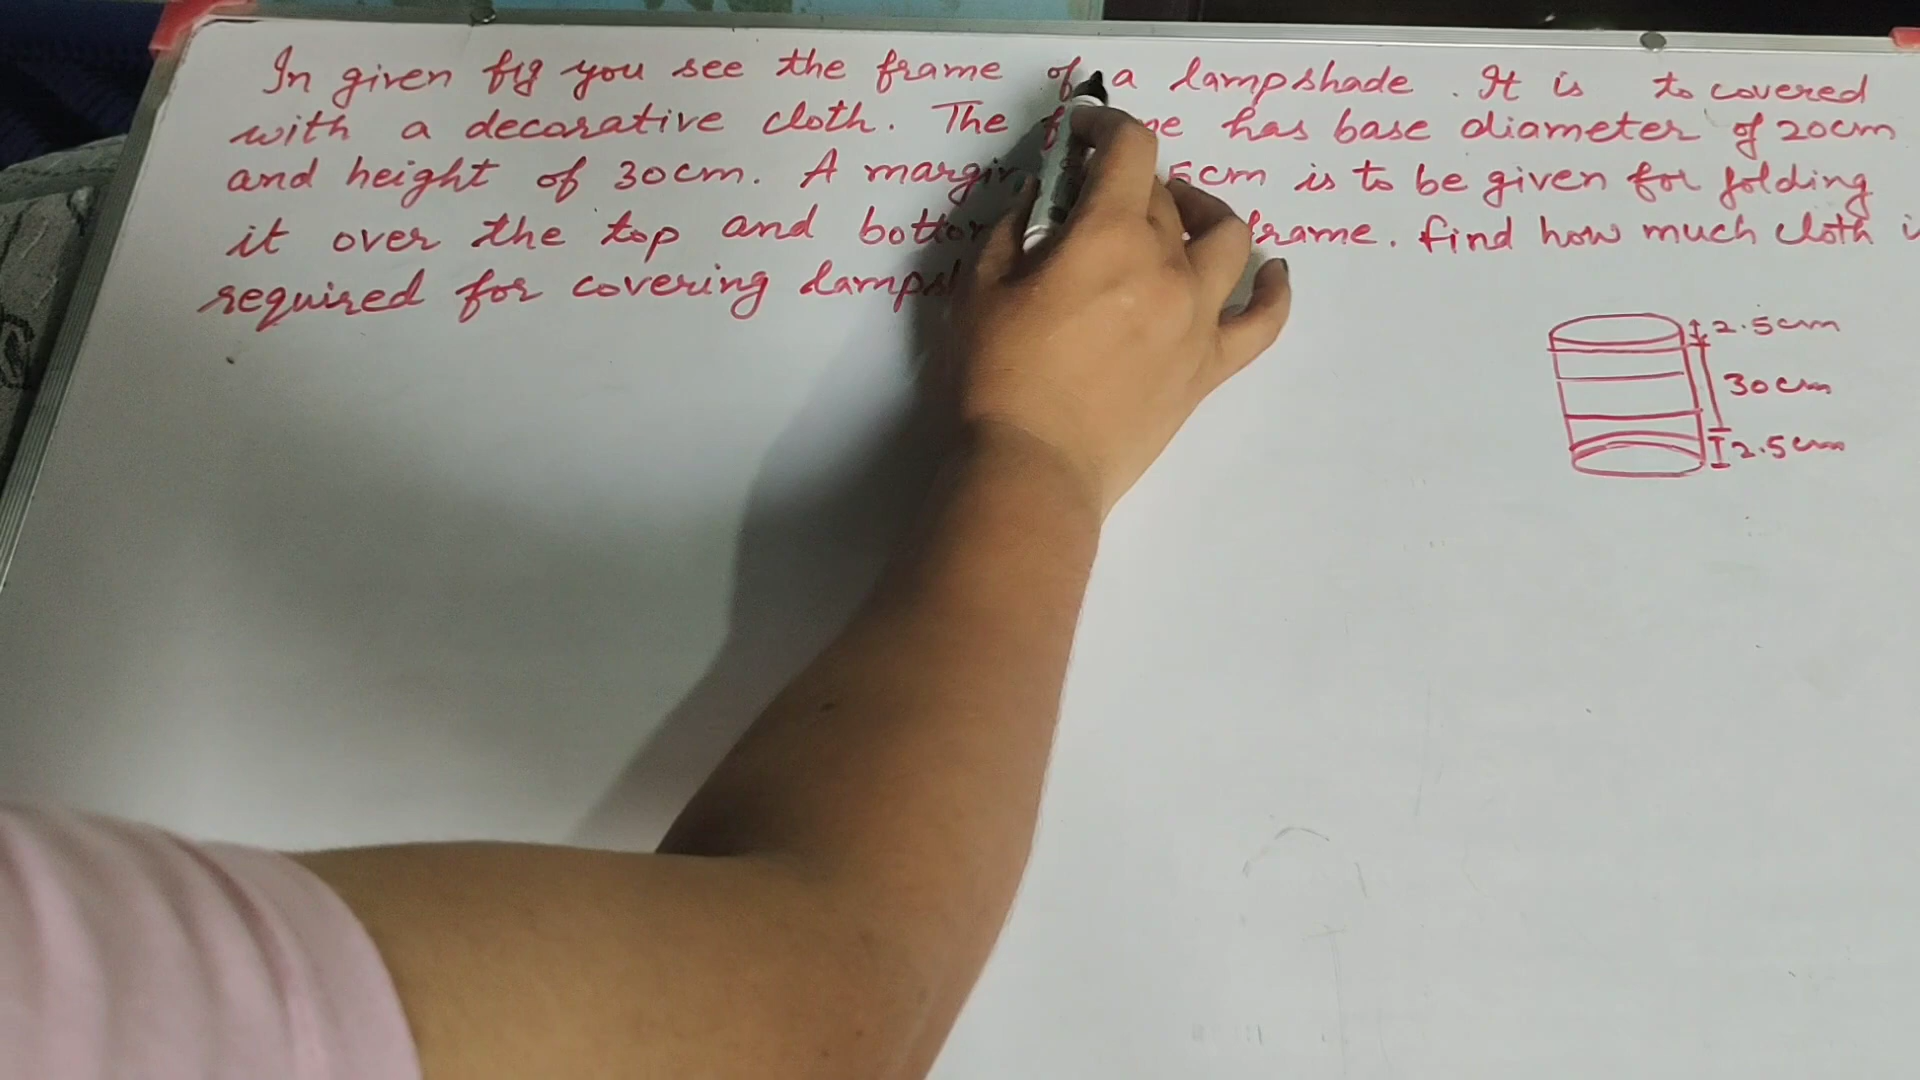 In given fig you see the frame of a lampshade. It is to covered
with a decorative cloth. The has base diameter of 20cm
and height of 30cm. A margin 5cm is to be given for folding
it over the top and frame. find how much cloth
required for covering
2.5cm
30cm
2.5cm